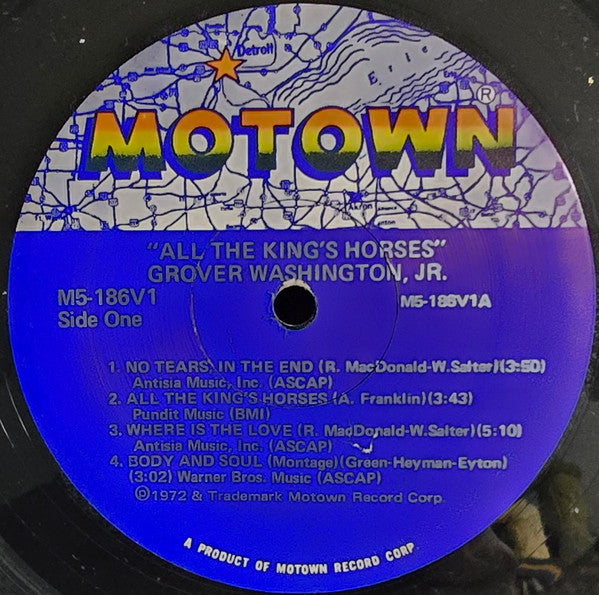 Detroit
Erie
MOTOWN®
Akron
"ALL THE KING'S HORSES"
GROVER WASHINGTON, JR.
M5-186V1
M5-186V1A
Side One
1. NO TEARS, IN THE END (R. MacDonald-W.Salter)(3:50)
Antisia Music, Inc. (ASCAP)
2. ALL THE KING'S HORSES (A. Franklin)(3:43)
Pundit Music (BMI)
3. WHERE IS THE LOVE (R. MacDonald-W.Salter)(5:10)
Antisia Music, Inc. (ASCAP)
4. BODY AND SOUL (Montage)(Green-Heyman-Eyton)
(3:02) Warner Bros. Music (ASCAP)
℗1972 & Trademark Motown Record Corp.
A PRODUCT OF MOTOWN RECORD CORP.